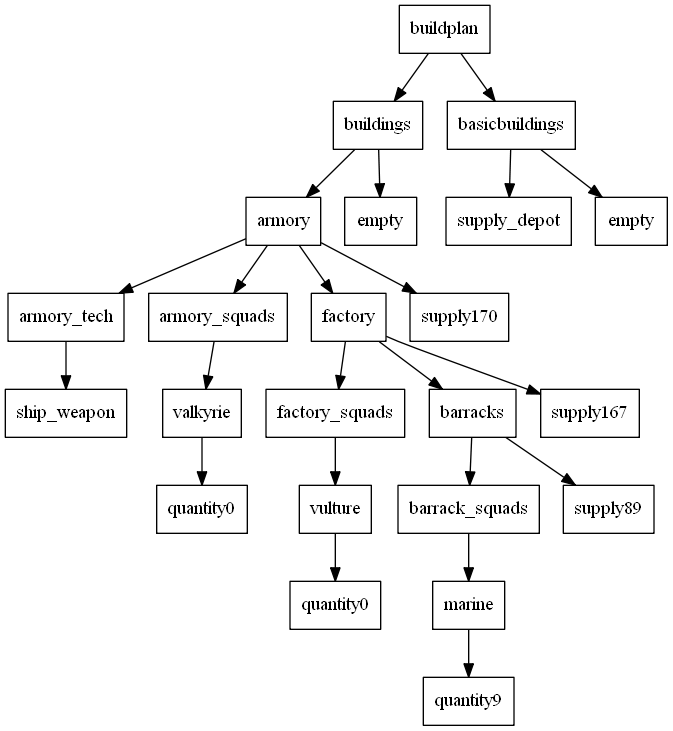 buildplan
buildings
basicbuildings
armory
empty
supply_depot
empty
armory_tech
armory_squads
factory
supply170
ship_weapon
valkyrie
factory_squads
barracks
supply167
quantity0
vulture
barrack_squads
supply89
quantity0
marine
quantity9